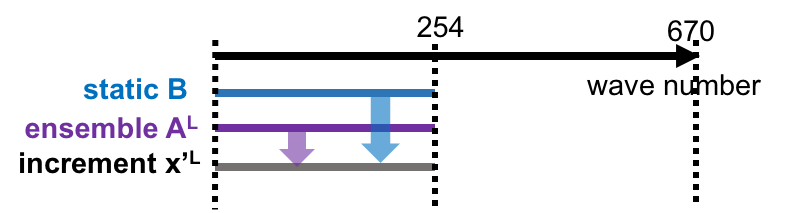 254
670
wave number
static B
ensemble Aᴸ
increment x’ᴸ